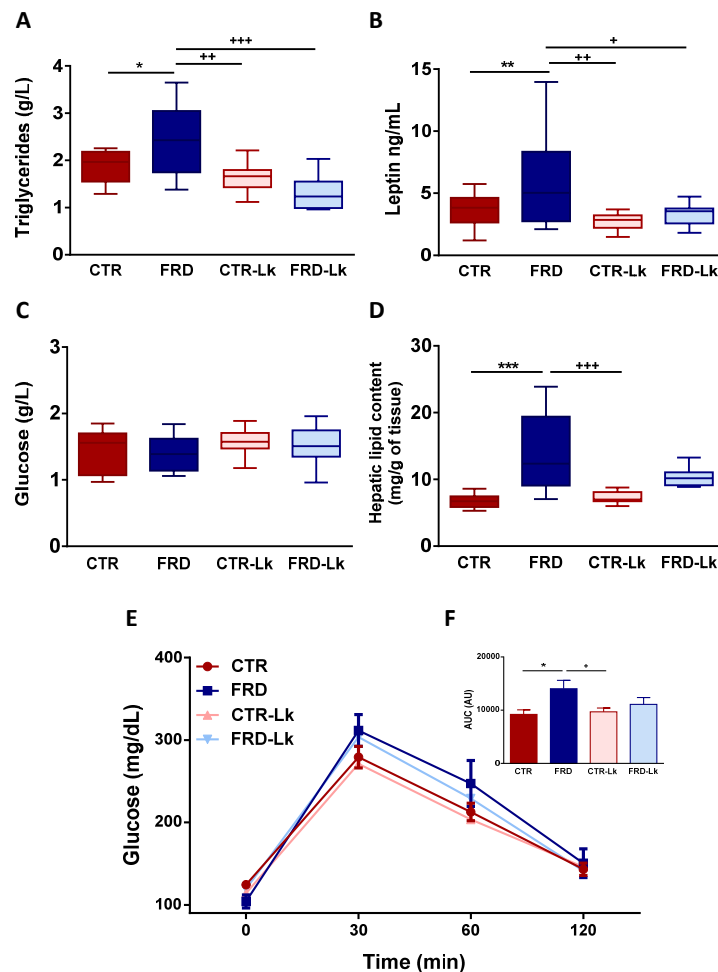 A
+++
++
*
Triglycerides (g/L)
4
3
2
1
0
CTR FRD CTR-Lk FRD-Lk
B
+
++
**
Leptin ng/mL
15
10
5
0
CTR FRD CTR-Lk FRD-Lk
C
Glucose (g/L)
3
2
1
0
CTR FRD CTR-Lk FRD-Lk
D
*** +++
Hepatic lipid content
(mg/g of tissue)
30
20
10
0
CTR FRD CTR-Lk FRD-Lk
E
CTR
FRD
CTR-Lk
FRD-Lk
Glucose (mg/dL)
400
300
200
100
0 30 60 120
Time (min)
F
* +
AUC (AU)
20000
10000
0
CTR FRD CTR-Lk FRD-Lk